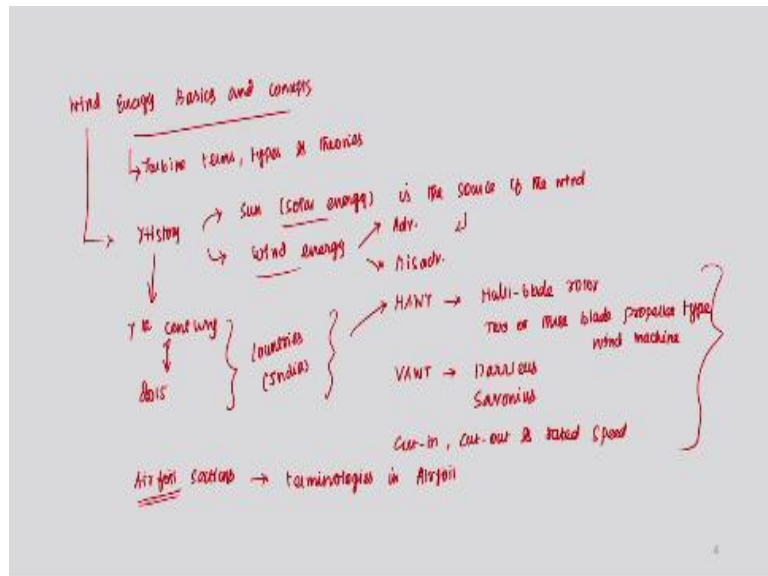 Wind Energy Basics and concepts
↳ Turbine terms, types & theories
→ History → Sun (Solar energy) is the source of the wind
↳ Wind energy → Adv.
↘ Disadv.
7th century
2015
Countries
(India)
HAWT → Multi-blade rotor
Two or three blade propeller type
wind machine
VAWT → Darrieus
Savonius
Cut-in, cut-out & rated speed
Airfoil sections → terminologies in Airfoil